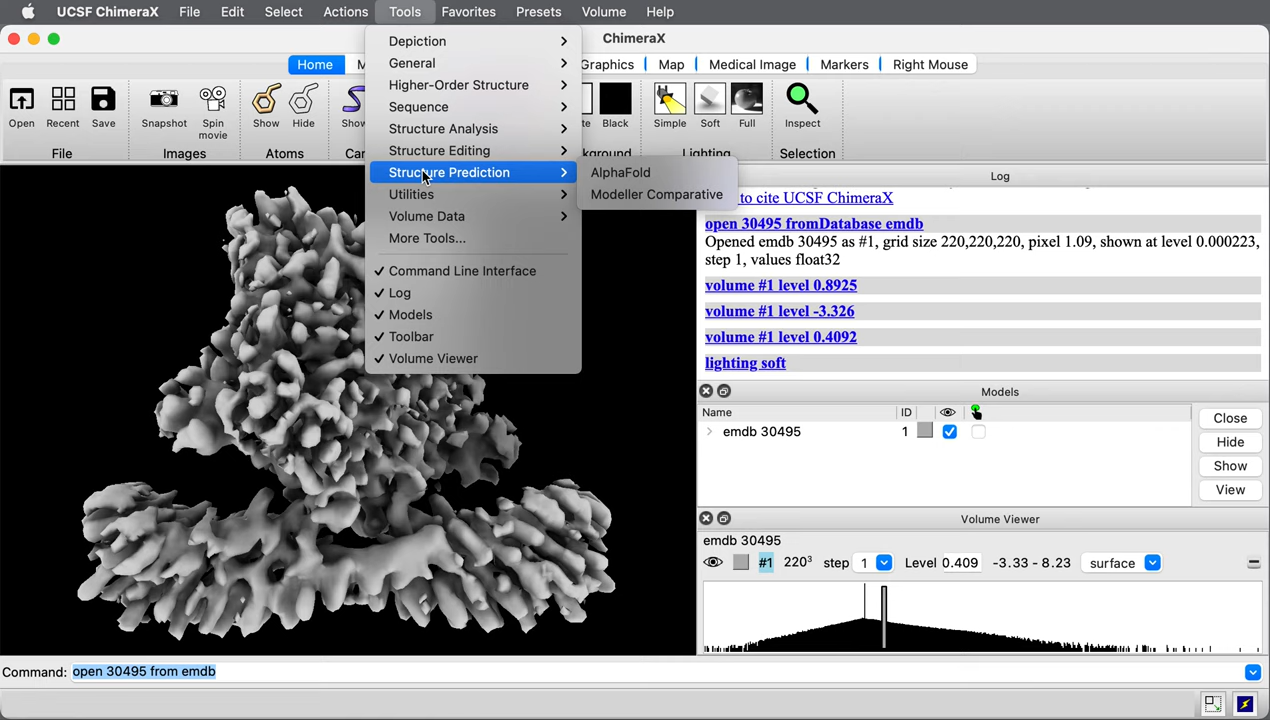 UCSF ChimeraX File Edit Select Actions Tools Favorites Presets Volume Help
ChimeraX
Home Graphics Map Medical Image Markers Right Mouse
Open Recent Save Snapshot Spin movie Show Hide Black Simple Soft Full Inspect
File Images Atoms Lighting Selection
Depiction
General
Higher-Order Structure
Sequence
Structure Analysis
Structure Editing
Structure Prediction
Utilities
Volume Data
More Tools...
Command Line Interface
Log
Models
Toolbar
Volume Viewer
AlphaFold
Modeller Comparative
Log
to cite UCSF ChimeraX
open 30495 fromDatabase emdb
Opened emdb 30495 as #1, grid size 220,220,220, pixel 1.09, shown at level 0.000223,
step 1, values float32
volume #1 level 0.8925
volume #1 level -3.326
volume #1 level 0.4092
lighting soft
Models
Name ID
emdb 30495 1
Close
Hide
Show
View
Volume Viewer
emdb 30495
#1 220³ step 1 Level 0.409 -3.33 - 8.23 surface
Command: open 30495 from emdb